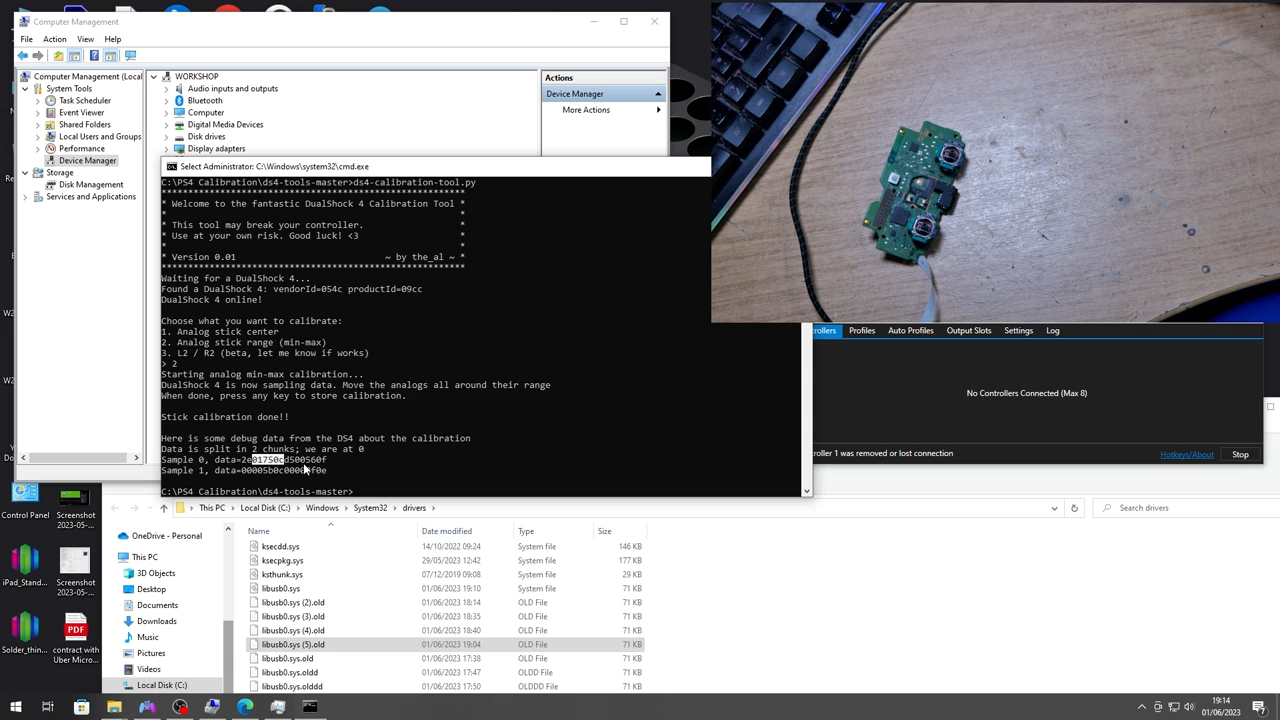 Computer Management
File Action View Help
Computer Management (Local
System Tools
Task Scheduler
Event Viewer
Shared Folders
Local Users and Groups
Performance
Device Manager
Storage
Disk Management
Services and Applications
WORKSHOP
Audio inputs and outputs
Bluetooth
Computer
Digital Media Devices
Disk drives
Display adapters
Actions
Device Manager
More Actions
Select Administrator: C:\Windows\system32\cmd.exe
C:\PS4 Calibration\ds4-tools-master>ds4-calibration-tool.py
*********************************************************
* Welcome to the fantastic DualShock 4 Calibration Tool *
* *
* This tool may break your controller. *
* Use at your own risk. Good luck! <3 *
* *
* Version 0.01 ~ by the_al ~ *
*********************************************************
Waiting for a DualShock 4...
Found a DualShock 4: vendorId=054c productId=09cc
DualShock 4 online!
Choose what you want to calibrate:
1. Analog stick center
2. Analog stick range (min-max)
3. L2 / R2 (beta, let me know if works)
> 2
Starting analog min-max calibration...
DualShock 4 is now sampling data. Move the analogs all around their range
When done, press any key to store calibration.
Stick calibration done!!
Here is some debug data from the DS4 about the calibration
Data is split in 2 chunks; we are at 0
Sample 0, data=2e01750cd500560f
Sample 1,
C:\PS4 Calibration\ds4-tools-master>
Profiles Auto Profiles Output Slots Settings Log
No Controllers Connected (Max 8)
 controller 1 was removed or lost connection
Hotkeys/About Stop
This PC Local Disk (C:) Windows System32 drivers
Search drivers
Name Date modified Type Size
ksecdd.sys 14/10/2022 09:24 System file 146 KB
ksecpkg.sys 29/05/2023 12:42 System file 177 KB
ksthunk.sys 07/12/2019 09:08 System file 29 KB
libusb0.sys 01/06/2023 19:10 System file 71 KB
libusb0.sys (2).old 01/06/2023 18:14 OLD File 71 KB
libusb0.sys (3).old 01/06/2023 18:35 OLD File 71 KB
libusb0.sys (4).old 01/06/2023 18:40 OLD File 71 KB
libusb0.sys (5).old 01/06/2023 19:04 OLD File 71 KB
libusb0.sys.old 01/06/2023 17:38 OLD File 71 KB
libusb0.sys.oldd 01/06/2023 17:47 OLDD File 71 KB
libusb0.sys.olddd 01/06/2023 17:50 OLDDD File 71 KB
OneDrive - Personal
This PC
3D Objects
Desktop
Documents
Downloads
Music
Pictures
Videos
Local Disk (C:)
Control Panel
Screenshot
2023-05-...
iPad_Stand...
Screenshot
2023-05-...
Solder_thin...
PDF
contract with
Uber Micro...
19:14
01/06/2023